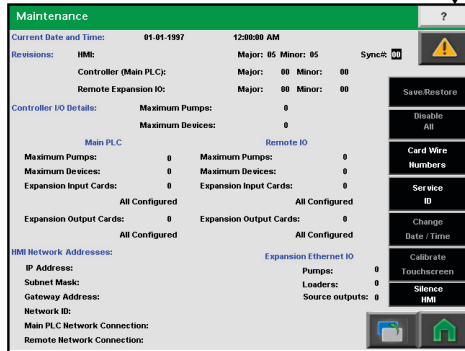 Maintenance
?
Current Date and Time: 01-01-1997 12:00:00 AM
Revisions: HMI: Major: 05 Minor: 05 Sync#: 00
Controller (Main PLC): Major: 00 Minor: 00
Remote Expansion IO: Major: 00 Minor: 00
Save/Restore
Controller I/O Details: Maximum Pumps: 0
Maximum Devices: 0
Disable
All
Main PLC Remote IO
Maximum Pumps: 0 Maximum Pumps: 0
Maximum Devices: 0 Maximum Devices: 0
Expansion Input Cards: 0 Expansion Input Cards: 0
All Configured All Configured
Expansion Output Cards: 0 Expansion Output Cards: 0
All Configured All Configured
Card Wire
Numbers
Service
ID
Change
Date / Time
HMI Network Addresses: Expansion Ethernet IO
IP Address: Pumps: 0
Subnet Mask: Loaders: 0
Gateway Address: Source outputs: 0
Network ID:
Main PLC Network Connection:
Remote Network Connection:
Calibrate
Touchscreen
Silence
HMI